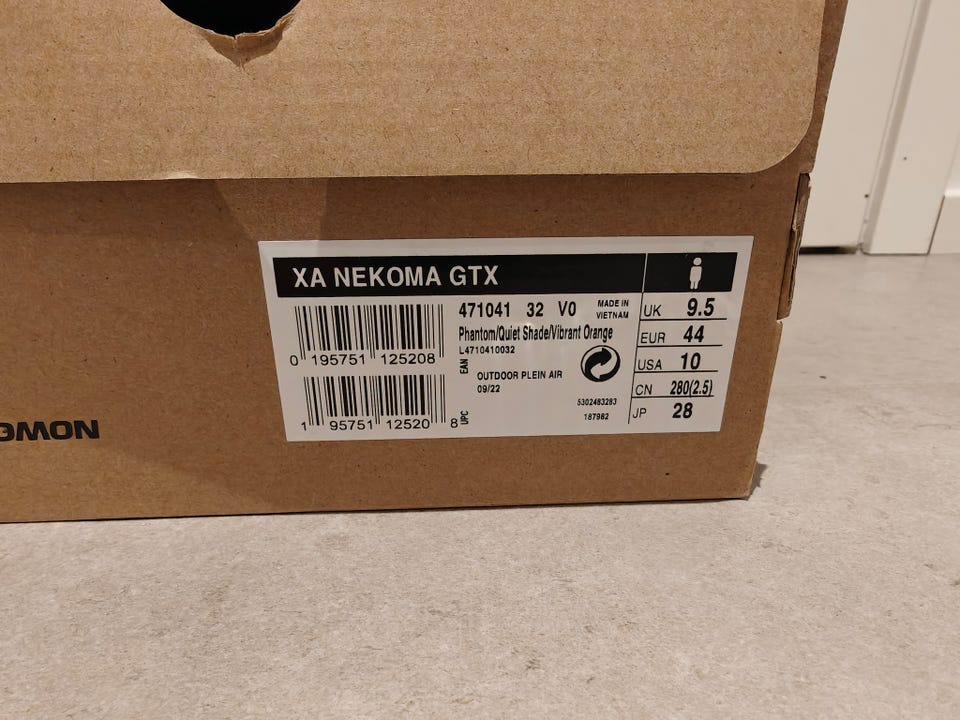 XA NEKOMA GTX
471041 32 V0
MADE IN
VIETNAM
Phantom/Quiet Shade/Vibrant Orange
L4710410032
EAN
0 195751 125208
OUTDOOR PLEIN AIR
09/22
5302483283
187982
1 95751 12520 8
UPC
UK 9.5
EUR 44
USA 10
CN 280(2.5)
JP 28
OMON